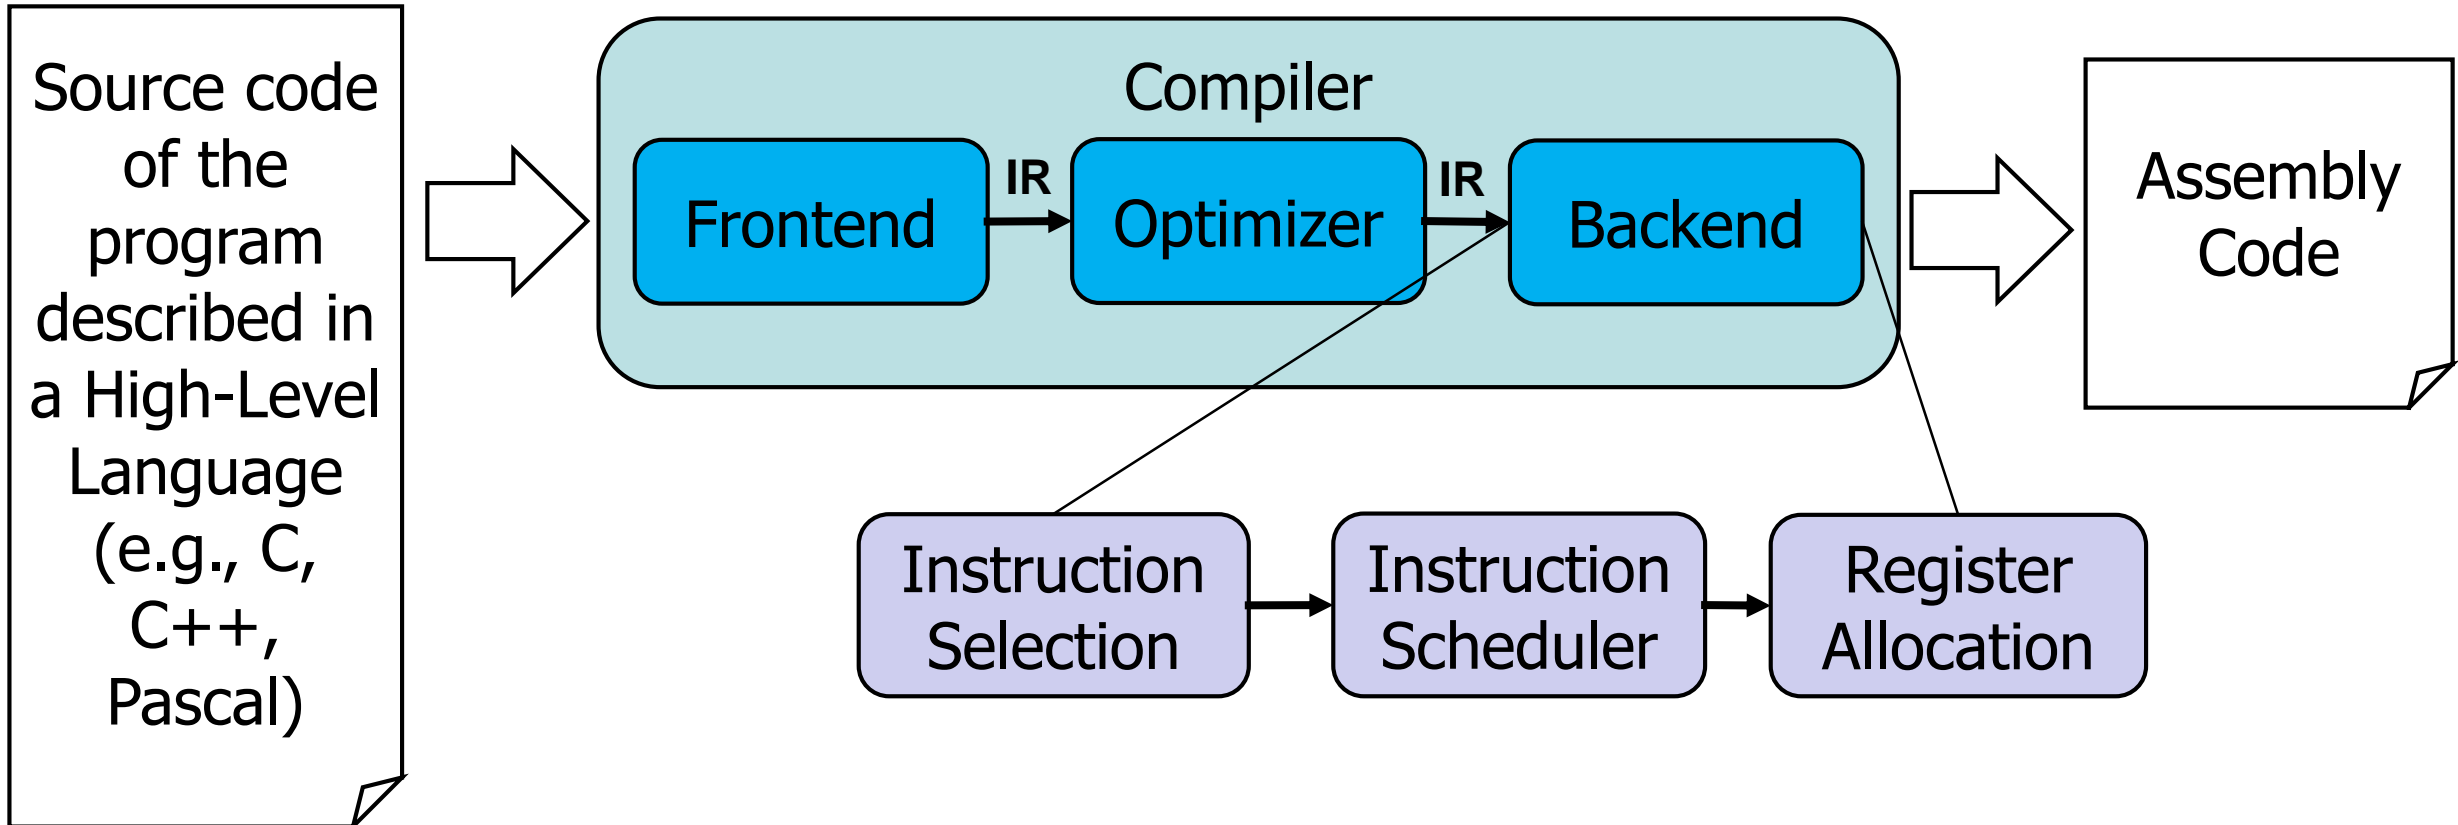 Source code
of the
program
described in
a High-Level
Language
(e.g., C,
C++,
Pascal)
Compiler
Frontend
IR
Optimizer
IR
Backend
Assembly
Code
Instruction
Selection
Instruction
Scheduler
Register
Allocation